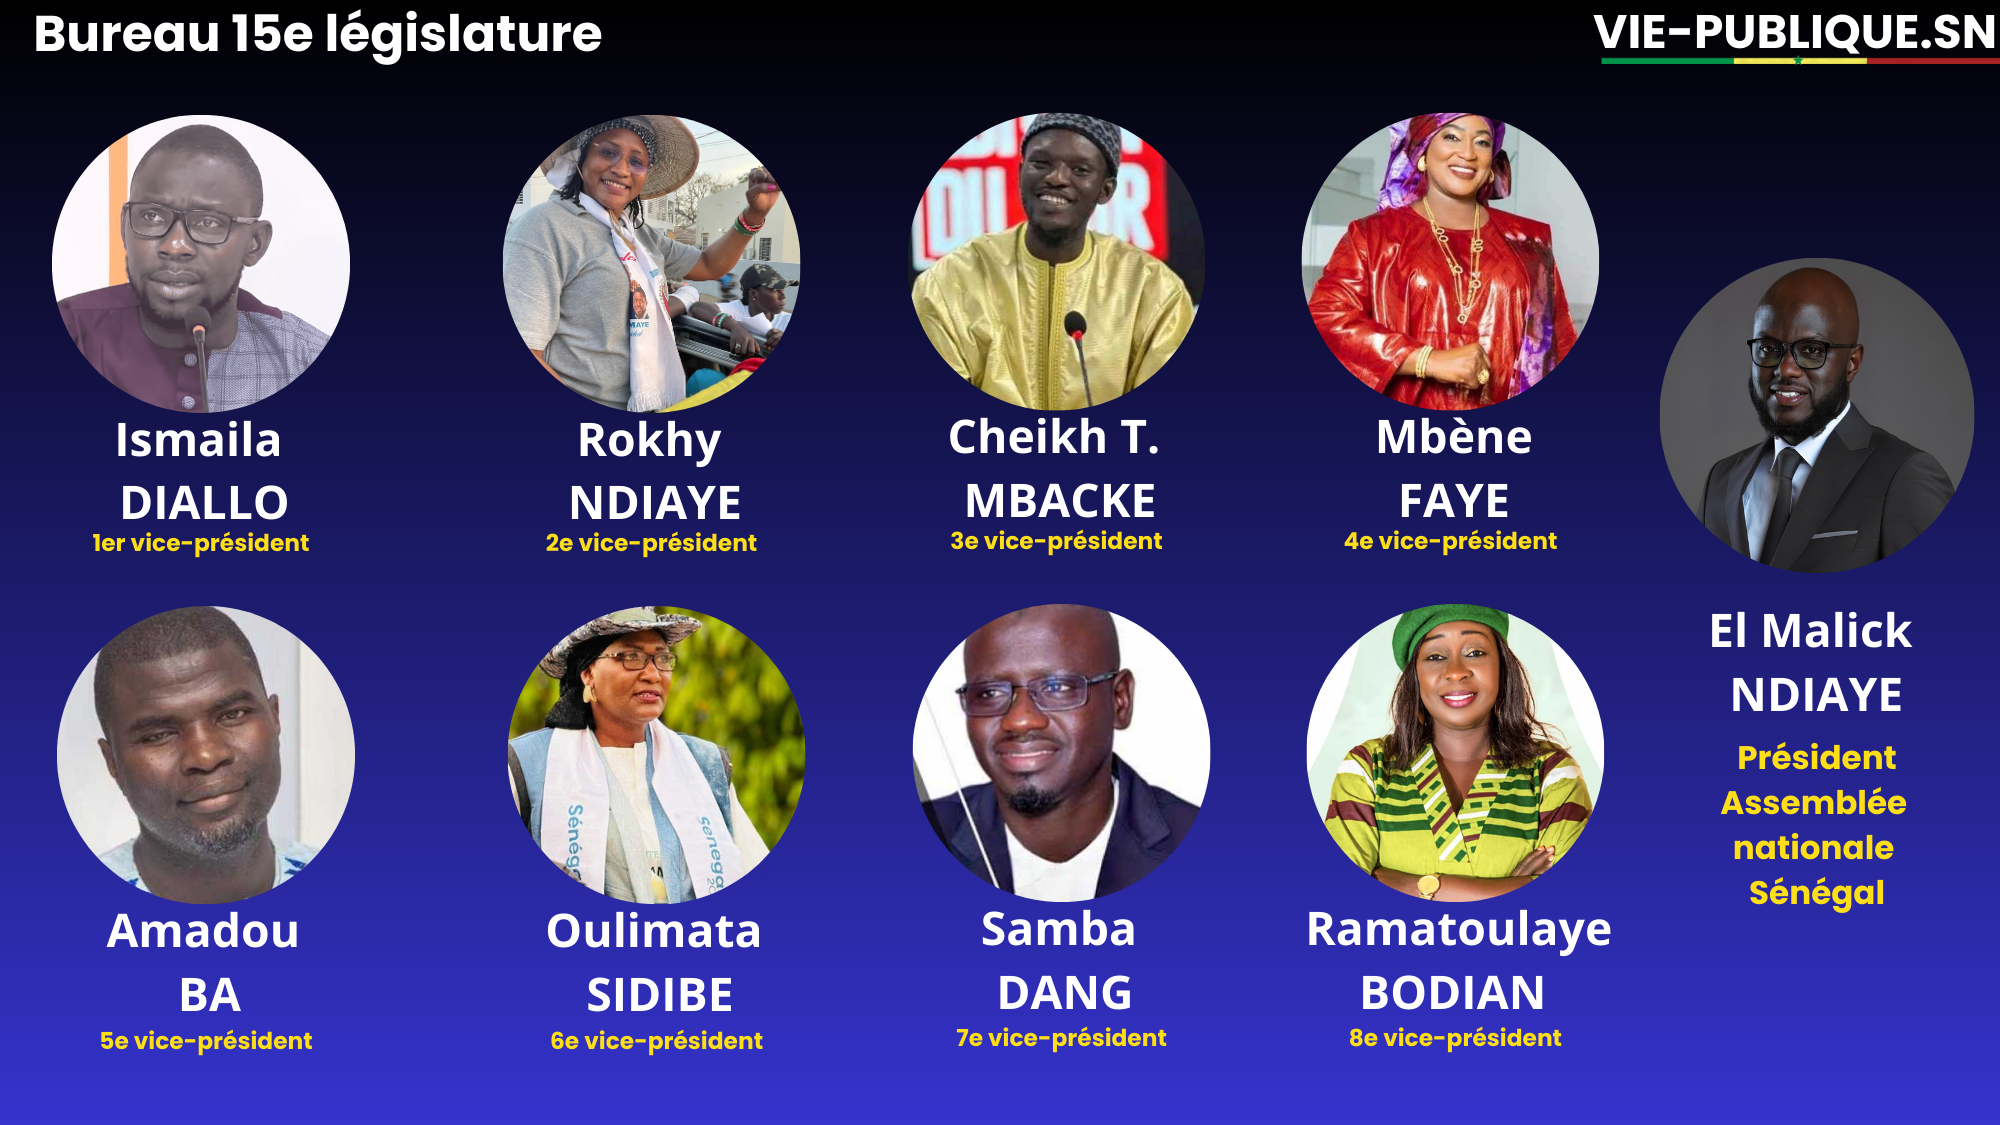 Bureau 15e législature
VIE-PUBLIQUE.SN
Ismaila
DIALLO
1er vice-président
Rokhy
NDIAYE
2e vice-président
Cheikh T.
MBACKE
3e vice-président
Mbène
FAYE
4e vice-président
El Malick
NDIAYE
Président
Assemblée
nationale
Sénégal
Amadou
BA
5e vice-président
Oulimata
SIDIBE
6e vice-président
Samba
DANG
7e vice-président
Ramatoulaye
BODIAN
8e vice-président